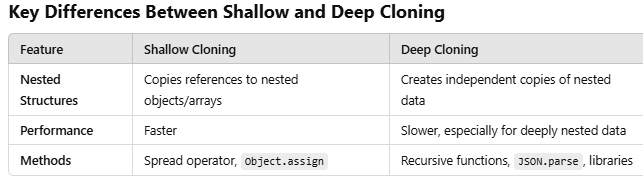 Key Differences Between Shallow and Deep Cloning
Feature Shallow Cloning Deep Cloning
Nested Copies references to nested Creates independent copies of nested
Structures objects/arrays data
Performance Faster Slower, especially for deeply nested data
Methods Spread operator, Object.assign Recursive functions, JSON.parse, libraries